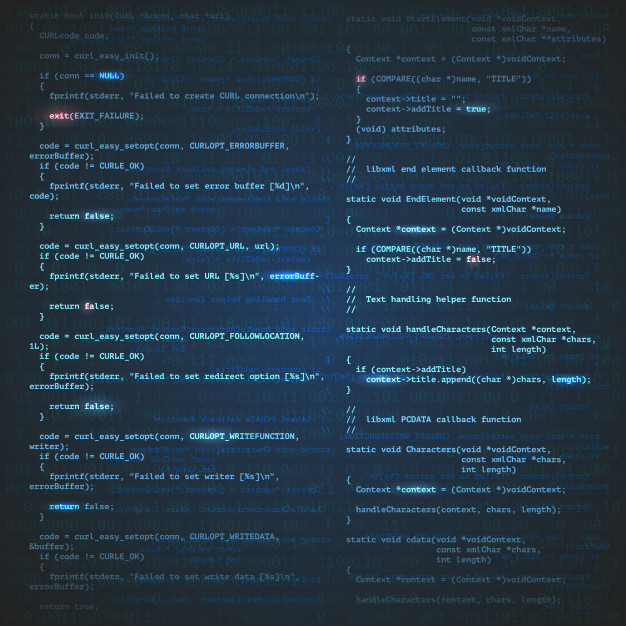 static bool init(CURL *&conn, char *url)
{
CURLcode code;
conn = curl_easy_init();
if (conn == NULL)
{
fprintf(stderr, "Failed to create CURL connection\n");
exit(EXIT_FAILURE);
}
code = curl_easy_setopt(conn, CURLOPT_ERRORBUFFER,
errorBuffer);
if (code != CURLE_OK)
{
fprintf(stderr, "Failed to set error buffer [%d]\n",
code);
return false;
}
code = curl_easy_setopt(conn, CURLOPT_URL, url);
if (code != CURLE_OK)
{
fprintf(stderr, "Failed to set URL [%s]\n", errorBuff-
er);
return false;
}
code = curl_easy_setopt(conn, CURLOPT_FOLLOWLOCATION,
1L);
if (code != CURLE_OK)
{
fprintf(stderr, "Failed to set redirect option [%s]\n",
errorBuffer);
return false;
}
code = curl_easy_setopt(conn, CURLOPT_WRITEFUNCTION,
writer);
if (code != CURLE_OK)
{
fprintf(stderr, "Failed to set writer [%s]\n",
errorBuffer);
return false;
}
code = curl_easy_setopt(conn, CURLOPT_WRITEDATA,
&buffer);
if (code != CURLE_OK)
{
fprintf(stderr, "Failed to set write data [%s]\n",
errorBuffer);
return true;
static void StartElement(void *voidContext,
const xmlChar *name,
const xmlChar **attributes)
{
Context *context = (Context *)voidContext;
if (COMPARE((char *)name, "TITLE"))
{
context->title = "";
context->addTitle = true;
}
(void) attributes;
}
//
// libxml end element callback function
//
static void EndElement(void *voidContext,
const xmlChar *name)
{
Context *context = (Context *)voidContext;
if (COMPARE((char *)name, "TITLE"))
context->addTitle = false;
}
//
// Text handling helper function
//
static void handleCharacters(Context *context,
const xmlChar *chars,
int length)
{
if (context->addTitle)
context->title.append((char *)chars, length);
}
//
// libxml PCDATA callback function
//
static void Characters(void *voidContext,
const xmlChar *chars,
int length)
{
Context *context = (Context *)voidContext;
handleCharacters(context, chars, length);
}
static void cdata(void *voidContext,
const xmlChar *chars,
int length)
{
Context *context = (Context *)voidContext;
handleCharacters(context, chars, length);